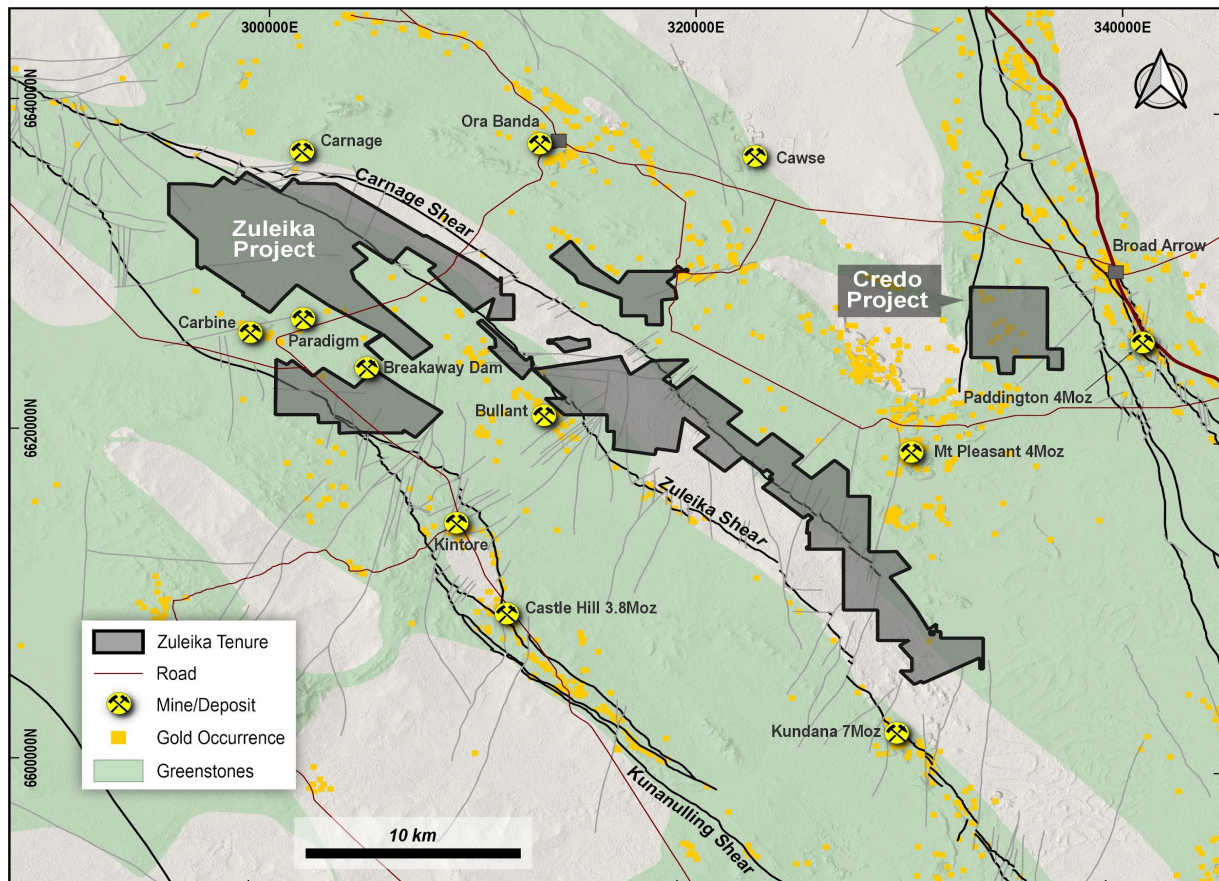 300000E
320000E
340000E
6640000N
6620000N
6600000N
Carnage
Ora Banda
Cawse
Carnage Shear
Zuleika
Project
Broad Arrow
Credo
Project
Carbine
Paradigm
Breakaway Dam
Bullant
Paddington 4Moz
Mt Pleasant 4Moz
Zuleika Shear
Kintore
Castle Hill 3.8Moz
Kundana 7Moz
Kunanulling Shear
Zuleika Tenure
Road
Mine/Deposit
Gold Occurrence
Greenstones
10 km